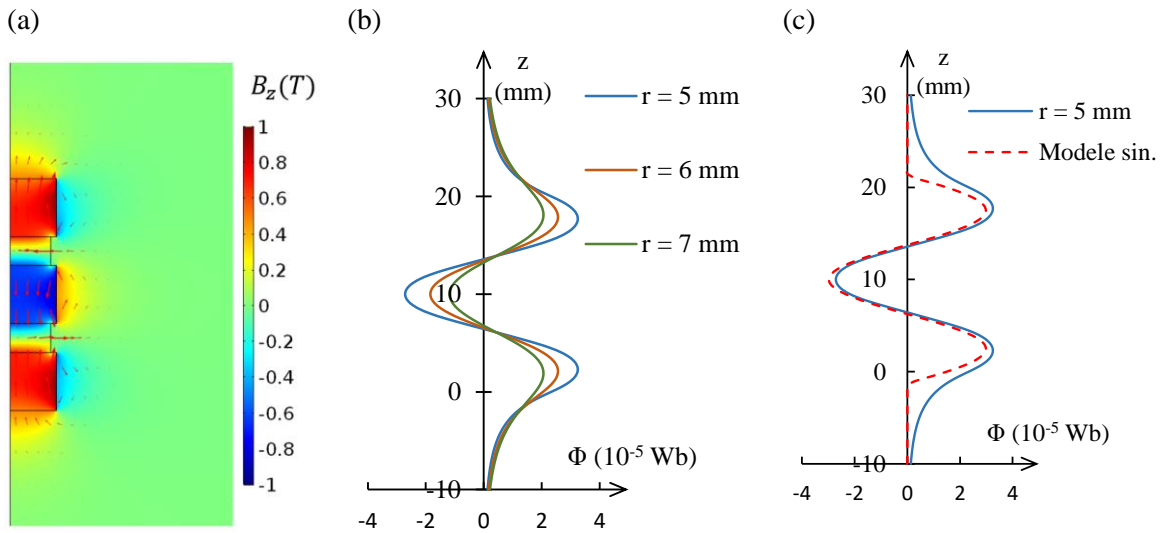 (a)
B_z(T)
1
0.8
0.6
0.4
0.2
0
-0.2
-0.4
-0.6
-0.8
-1
(b)
z
(mm)
30
20
10
0
-10
r = 5 mm
r = 6 mm
r = 7 mm
Φ (10⁻⁵ Wb)
-4 -2 0 2 4
(c)
z
(mm)
30
20
10
0
-10
r = 5 mm
Modele sin.
Φ (10⁻⁵ Wb)
-4 -2 0 2 4